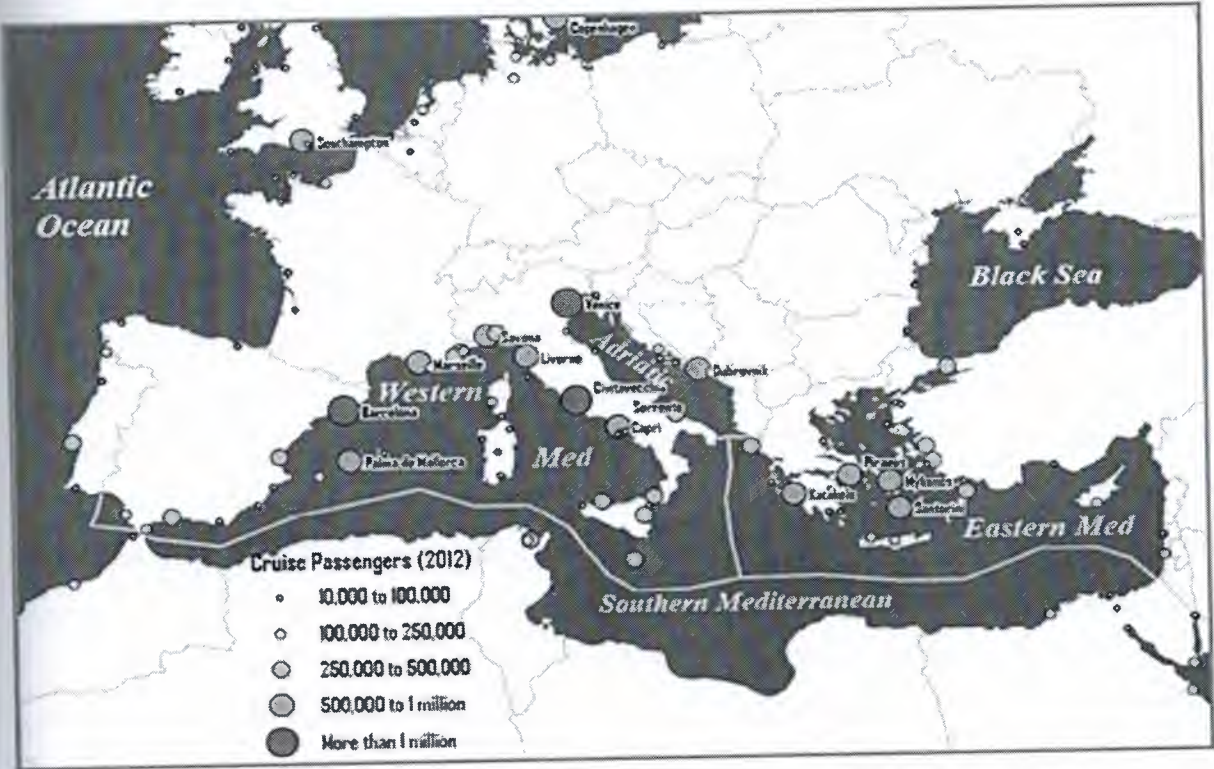 Copenhagen
Southampton
Atlantic
Ocean
Black Sea
Venice
Savona
Adriatic
Livorno
Marseille
Dubrovnik
Western
Barcelona
Capri
Med
Palma de Mallorca
Piraeus
Mykonos
Katakolo
Santorini
Eastern Med
Cruise Passengers (2012)
10,000 to 100,000
100,000 to 250,000
250,000 to 500,000
500,000 to 1 million
More than 1 million
Southern Mediterranean